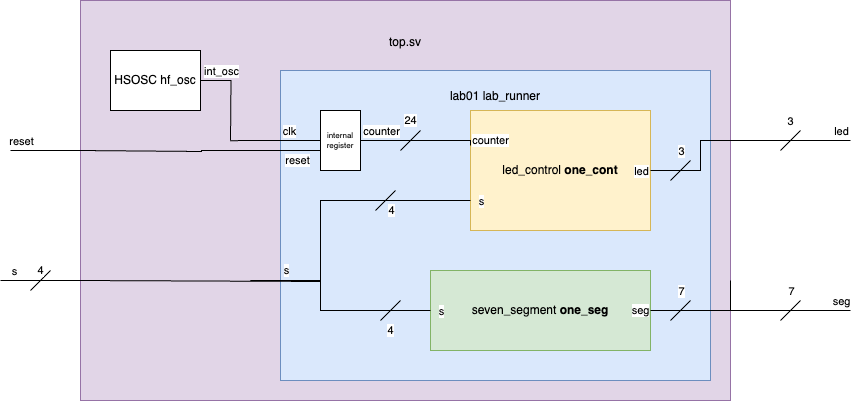 top.sv
HSOSC hf_osc
int_osc
lab01 lab_runner
clk
internal
register
counter
24
counter
3
led
reset
reset
led_control one_cont
led
3
s
4
s
4
s
seven_segment one_seg
seg
7
7
seg
s
4